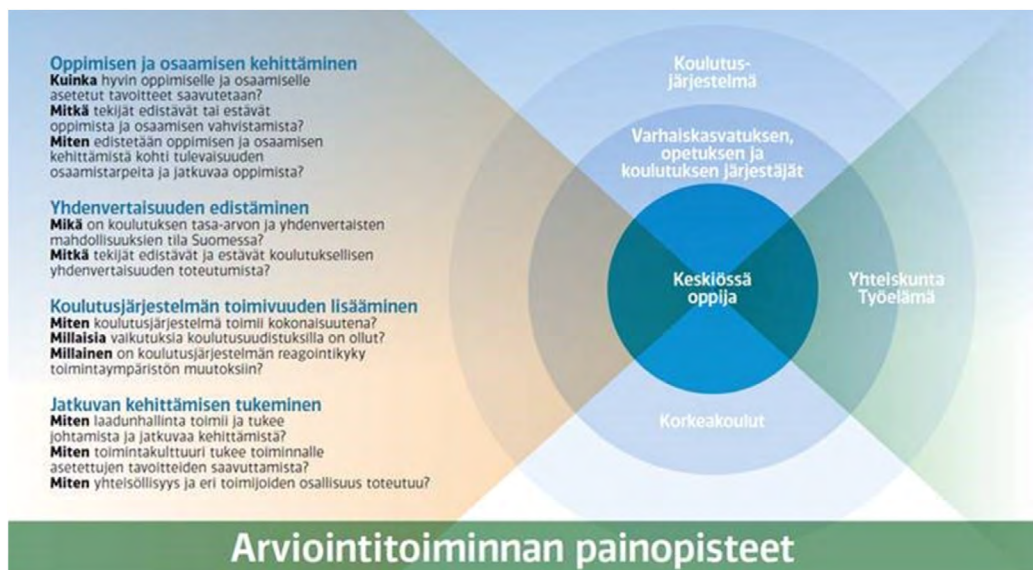 Oppimisen ja osaamisen kehittäminen
Kuinka hyvin oppimiselle ja osaamiselle
asetetut tavoitteet saavutetaan?
Mitkä tekijät edistävät tai estävät
oppimista ja osaamisen vahvistamista?
Miten edistetään oppimisen ja osaamisen
kehittämistä kohti tulevaisuuden
osaamistarpeita ja jatkuvaa oppimista?
Yhdenvertaisuuden edistäminen
Mikä on koulutuksen tasa-arvon ja yhdenvertaisten
mahdollisuuksien tila Suomessa?
Mitkä tekijät edistävät ja estävät koulutuksellisen
yhdenvertaisuuden toteutumista?
Koulutusjärjestelmän toimivuuden lisääminen
Miten koulutusjärjestelmä toimii kokonaisuutena?
Millaisia vaikutuksia koulutusuudistuksilla on ollut?
Millainen on koulutusjärjestelmän reagointikyky
toimintaympäristön muutoksiin?
Jatkuvan kehittämisen tukeminen
Miten laadunhallinta toimii ja tukee
johtamista ja jatkuvaa kehittämistä?
Miten toimintakulttuuri tukee toiminnalle
asetettujen tavoitteiden saavuttamista?
Miten yhteisöllisyys ja eri toimijoiden osallisuus toteutuu?
Koulutus-
järjestelmä
Varhaiskasvatuksen,
opetuksen ja
koulutuksen järjestäjät
Keskiössä
oppija
Yhteiskunta
Työelämä
Korkeakoulut
Arviointitoiminnan painopisteet